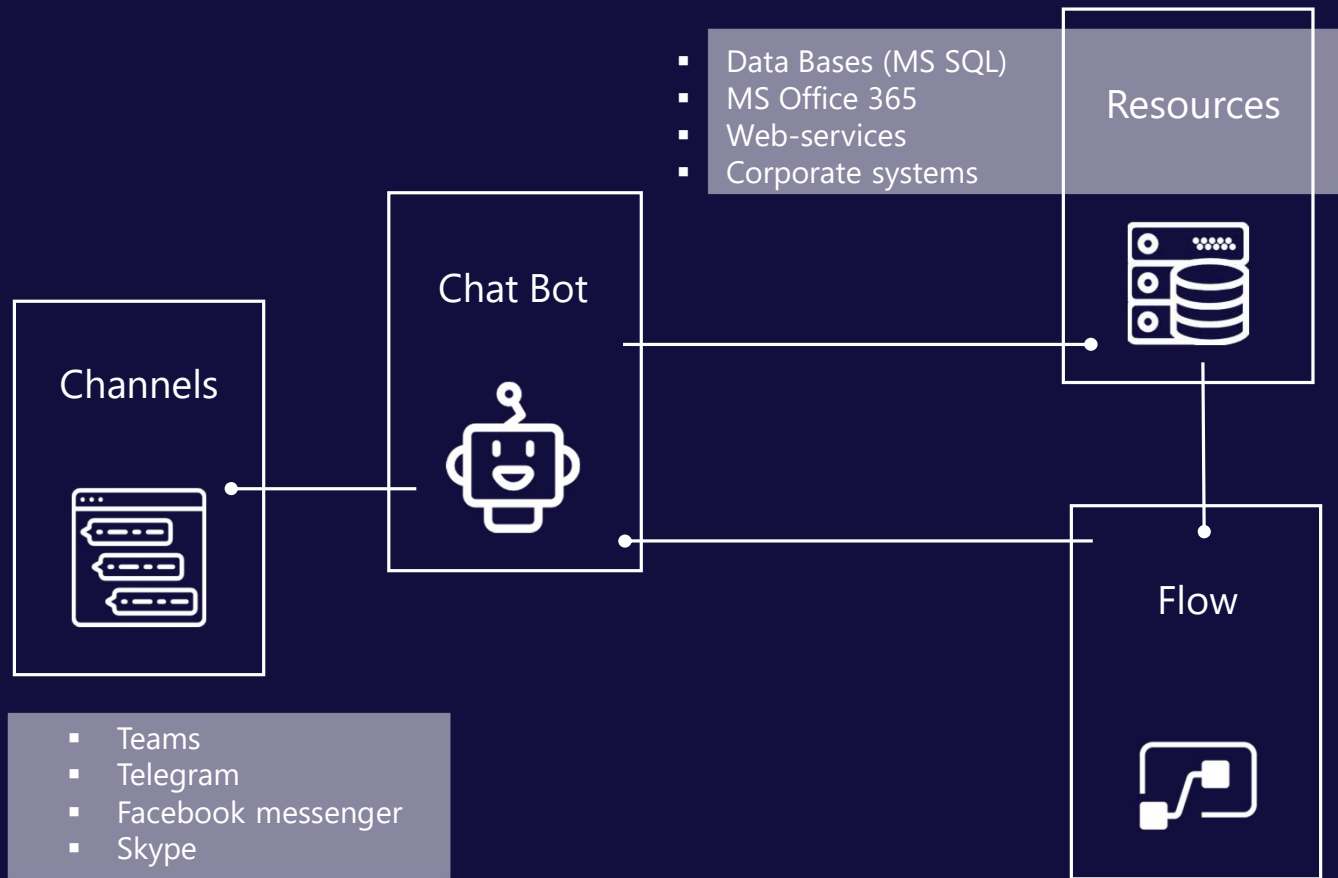 ▪ Data Bases (MS SQL)
▪ MS Office 365
▪ Web-services
▪ Corporate systems
Resources
Chat Bot
Channels
Flow
▪ Teams
▪ Telegram
▪ Facebook messenger
▪ Skype